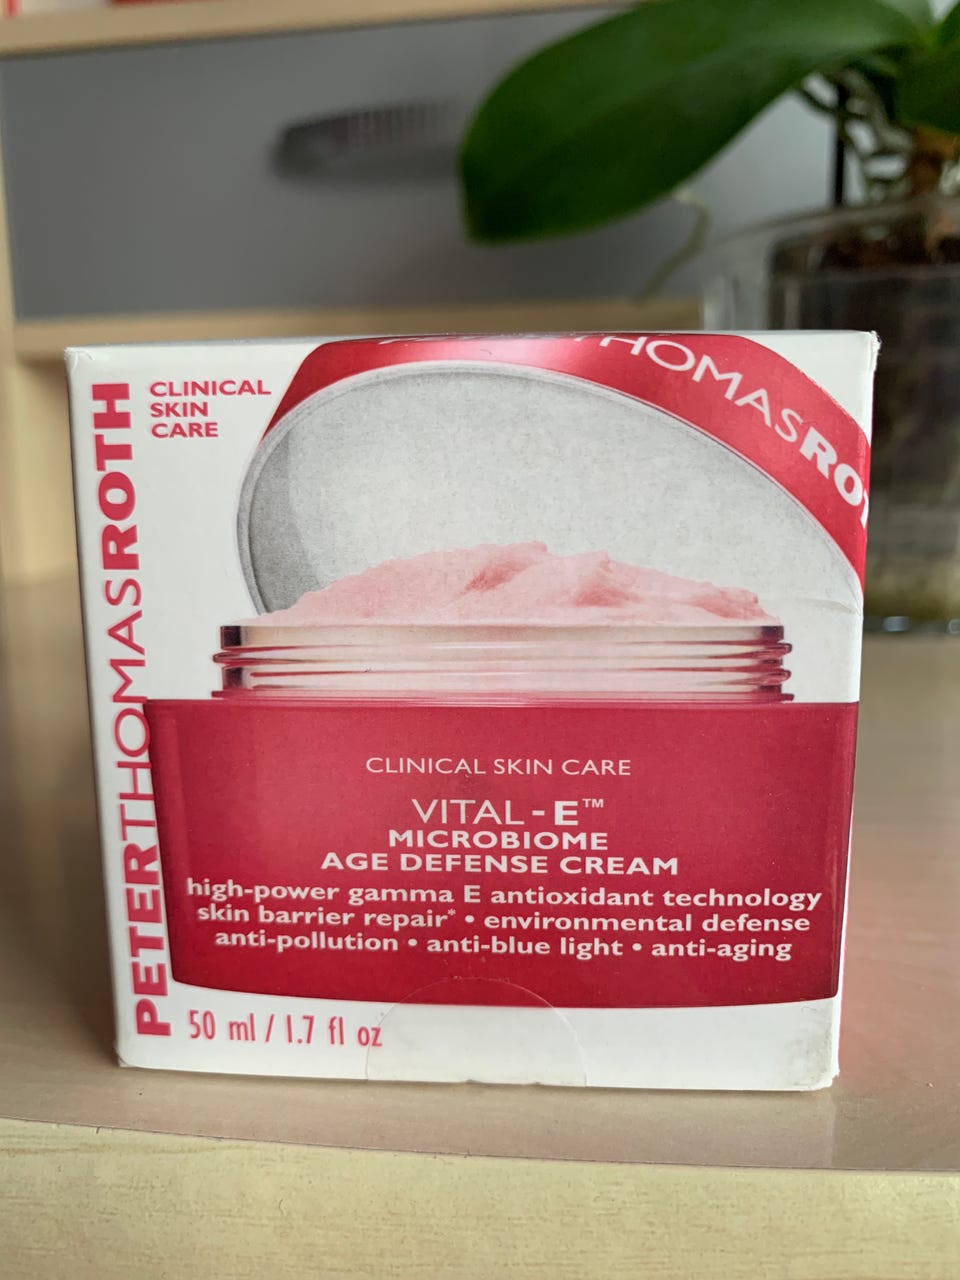 PETERTHOMASROTH
CLINICAL
SKIN
CARE
THOMASROT
CLINICAL SKIN CARE
VITAL-E™
MICROBIOME
AGE DEFENSE CREAM
high-power gamma E antioxidant technology
skin barrier repair* • environmental defense
anti-pollution • anti-blue light • anti-aging
50 ml / 1.7 fl oz